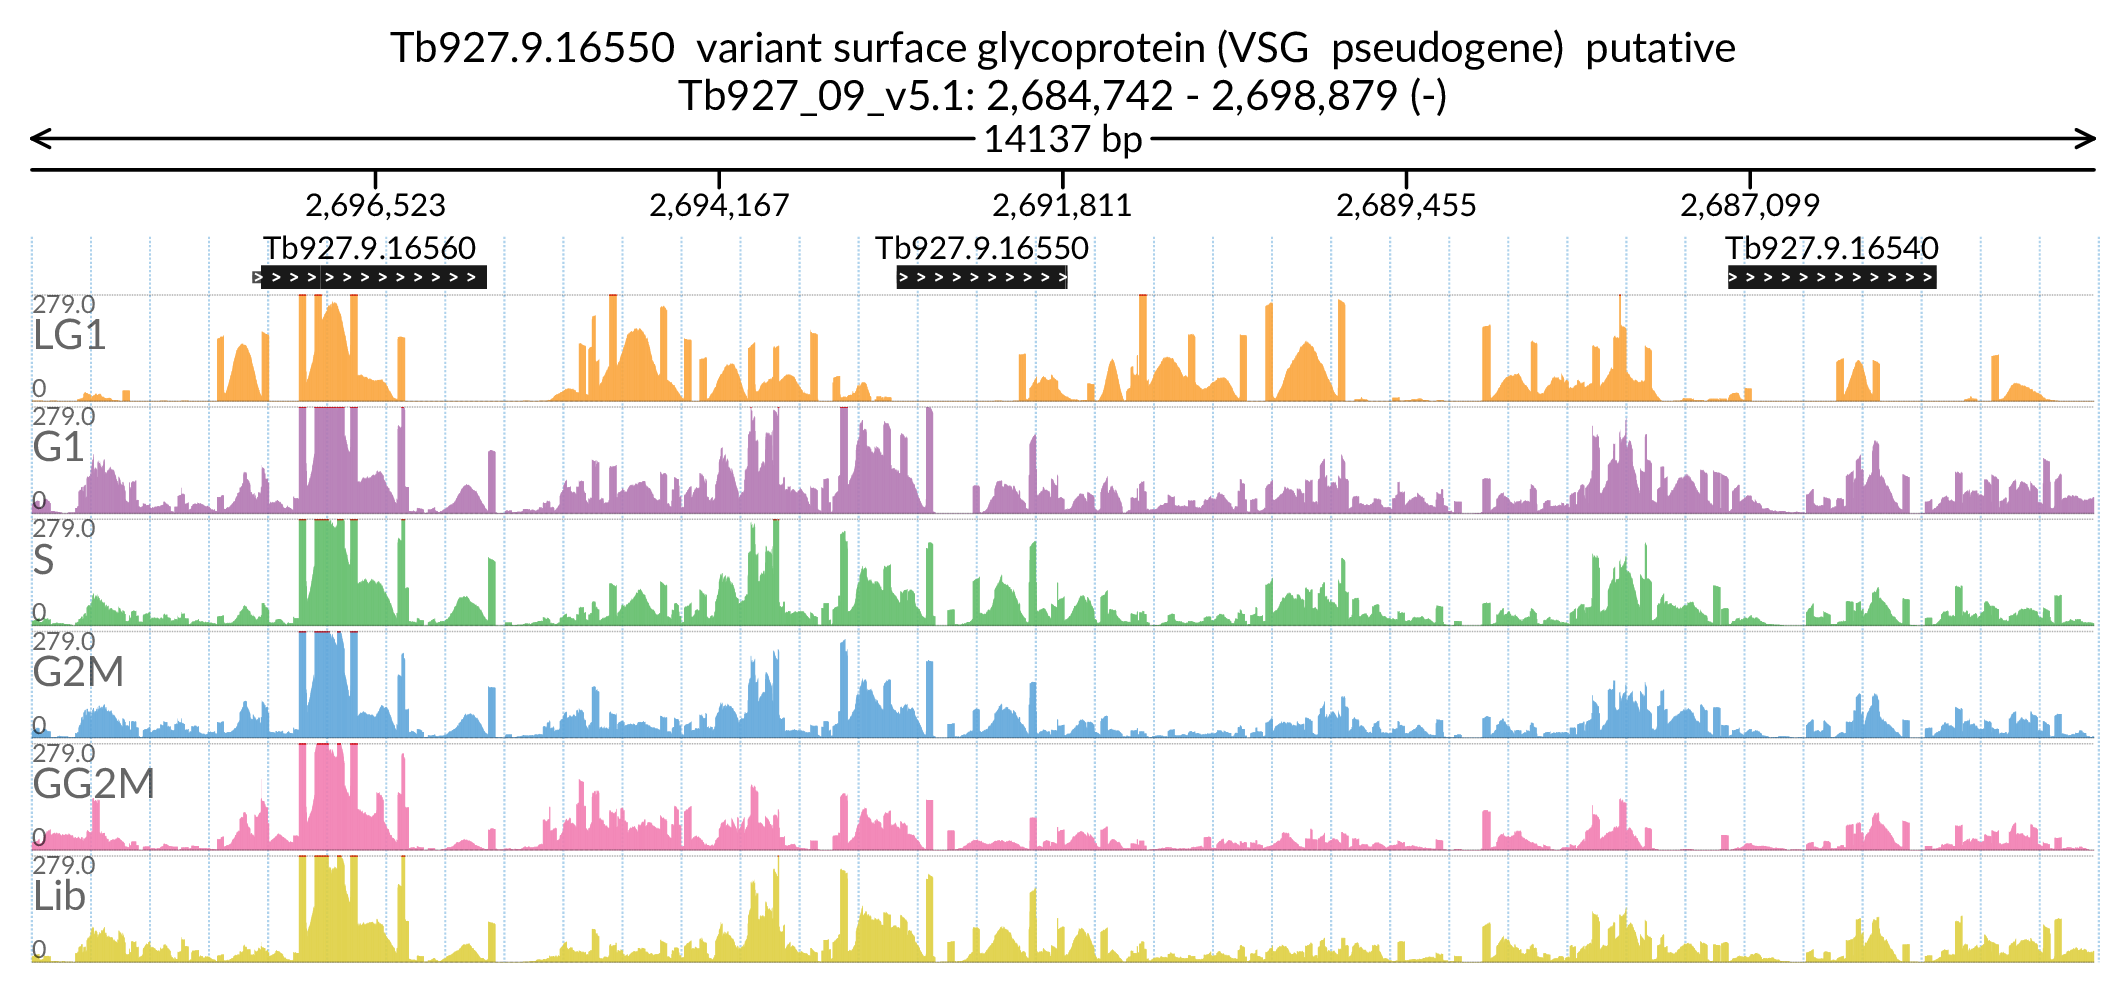 Tb927.9.16550 variant surface glycoprotein (VSG pseudogene) putative
Tb927_09_v5.1: 2,684,742 - 2,698,879 (-)
14137 bp
2,696,523 2,694,167 2,691,811 2,689,455 2,687,099
Tb927.9.16560 Tb927.9.16550 Tb927.9.16540
279.0
LG1
0
279.0
G1
0
279.0
S
0
279.0
G2M
0
279.0
GG2M
0
279.0
Lib
0